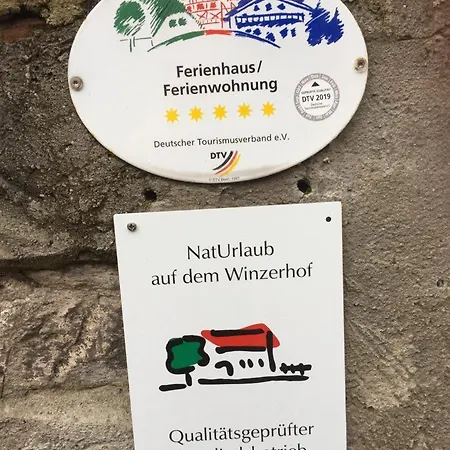 Ferienhaus/
Ferienwohnung
DTV 2019
Deutscher Tourismusverband e.V.
DTV
NatUrlaub
auf dem Winzerhof
Qualitätsgeprüfter